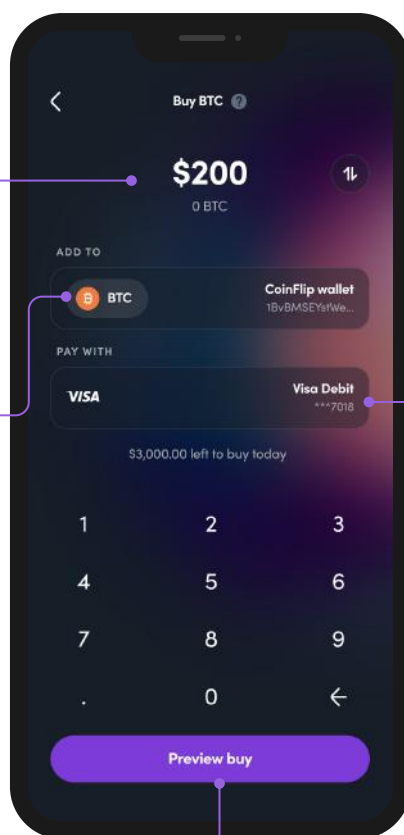 Buy BTC ?
$200
0 BTC
ADD TO
BTC
CoinFlip wallet
1BvBMSEYstWe...
PAY WITH
VISA
Visa Debit
***7018
$3,000.00 left to buy today
1 2 3
4 5 6
7 8 9
. 0
Preview buy